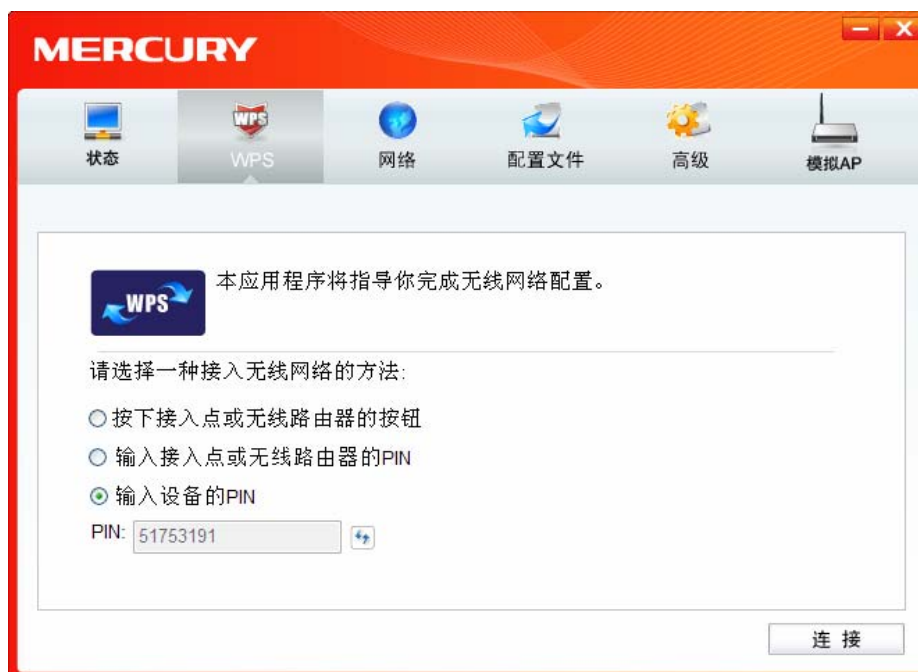 MERCURY
状态
WPS
WPS
网络
配置文件
高级
模拟AP
WPS
本应用程序将指导你完成无线网络配置。
请选择一种接入无线网络的方法:
按下接入点或无线路由器的按钮
输入接入点或无线路由器的PIN
输入设备的PIN
PIN: 51753191
连 接